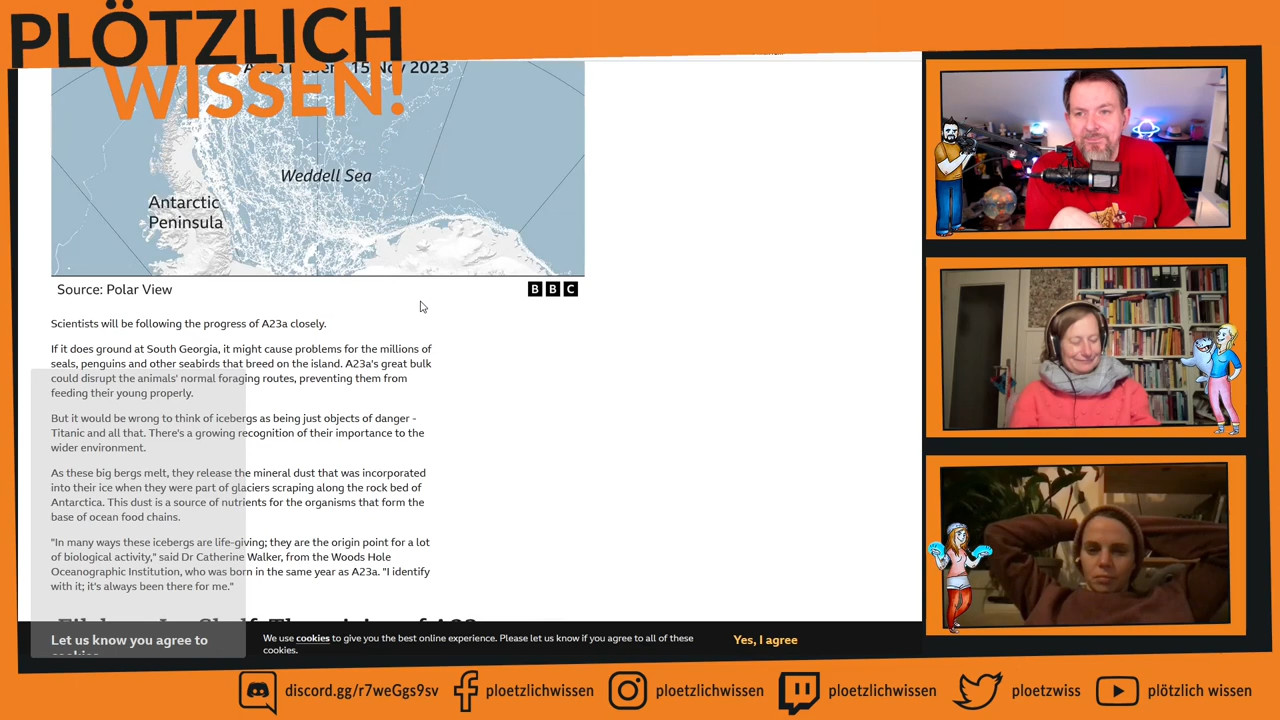 PLÖTZLICH
WISSEN!
15 Nov 2023
Weddell Sea
Antarctic
Peninsula
Source: Polar View
BBC
Scientists will be following the progress of A23a closely.
If it does ground at South Georgia, it might cause problems for the millions of
seals, penguins and other seabirds that breed on the island. A23a's great bulk
could disrupt the animals' normal foraging routes, preventing them from
feeding their young properly.
But it would be wrong to think of icebergs as being just objects of danger -
Titanic and all that. There's a growing recognition of their importance to the
wider environment.
As these big bergs melt, they release the mineral dust that was incorporated
into their ice when they were part of glaciers scraping along the rock bed of
Antarctica. This dust is a source of nutrients for the organisms that form the
base of ocean food chains.
"In many ways these icebergs are life-giving; they are the origin point for a lot
of biological activity," said Dr Catherine Walker, from the Woods Hole
Oceanographic Institution, who was born in the same year as A23a. "I identify
with it; it's always been there for me."
Let us know you agree to
cookies
We use cookies to give you the best online experience. Please let us know if you agree to all of these
cookies.
Yes, I agree
discord.gg/r7weGgs9sv
ploetzlichwissen
ploetzlichwissen
ploetzlichwissen
ploetzwiss
plötzlich wissen